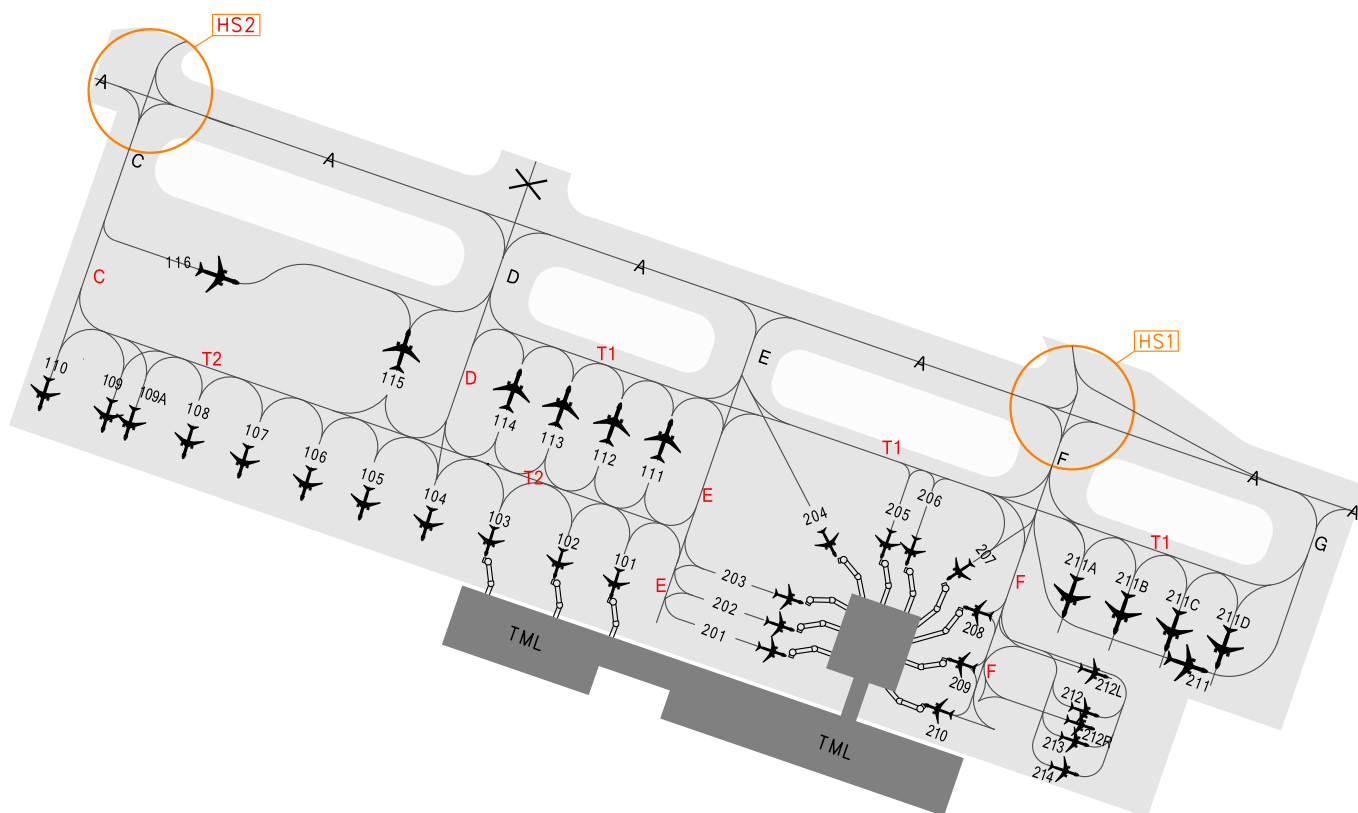 HS2
A
A
C
116
C
D
A
HS1
110
T2
115
D
T1
E
A
109
109A
108
107
106
105
104
103
102
101
114
113
112
111
T2
E
T1
F
A
A
204
205
206
207
F
T1
G
211A
211B
211C
211D
211
203
202
201
E
208
209
210
F
212L
212
212R
213
214
TML
TML